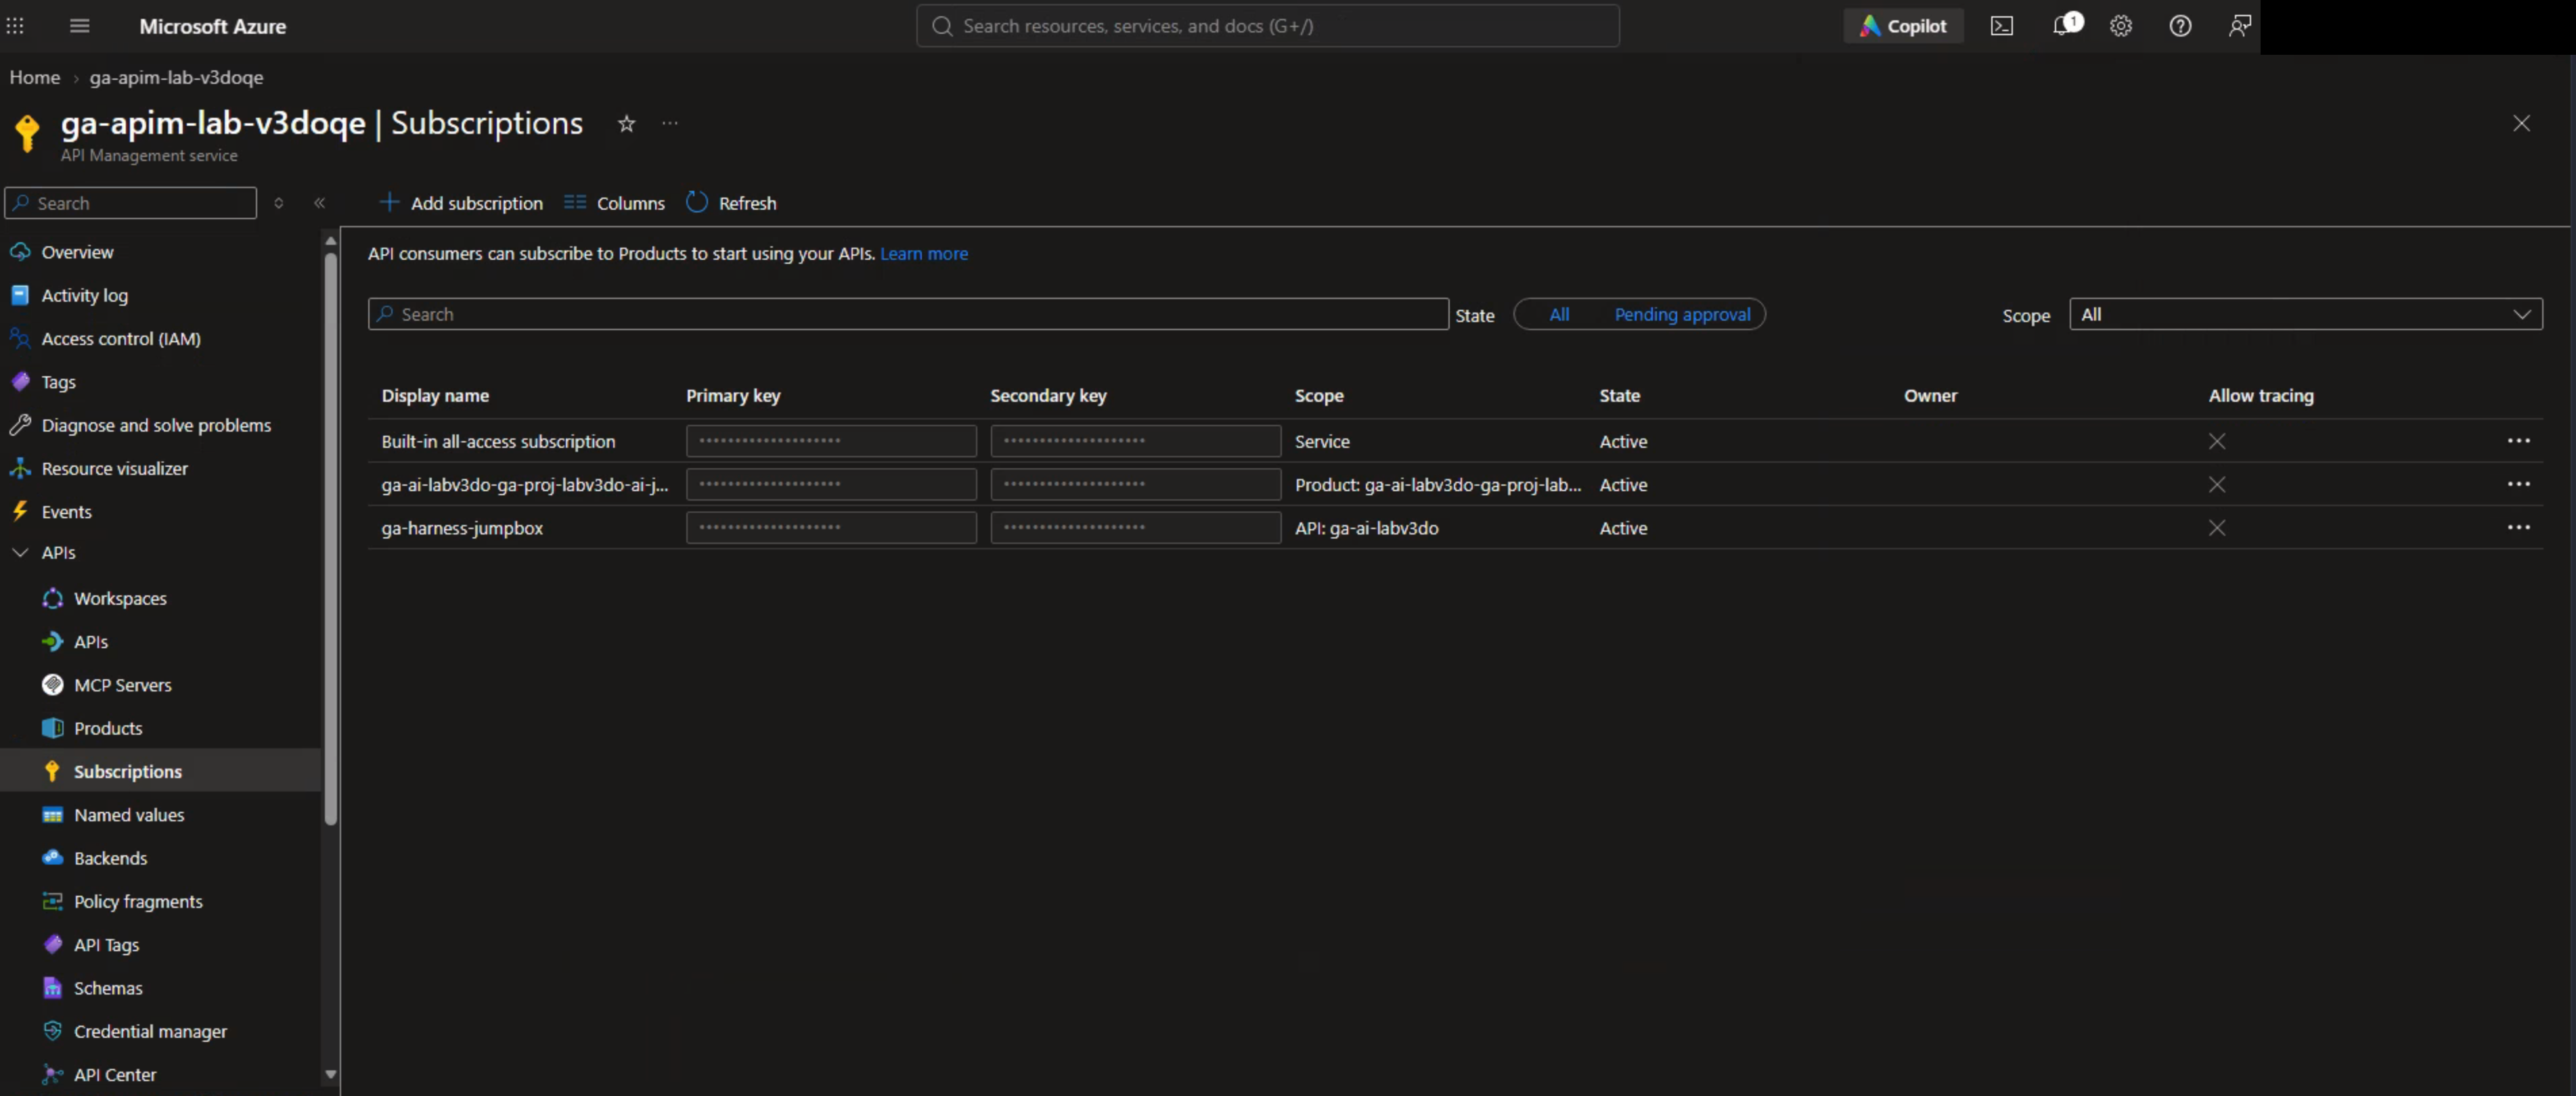 Microsoft Azure
Search resources, services, and docs (G+/)
Copilot
1
Home › ga-apim-lab-v3doqe
ga-apim-lab-v3doqe | Subscriptions
API Management service
Search
Add subscription
Columns
Refresh
Overview
Activity log
Access control (IAM)
Tags
Diagnose and solve problems
Resource visualizer
Events
APIs
Workspaces
APIs
MCP Servers
Products
Subscriptions
Named values
Backends
Policy fragments
API Tags
Schemas
Credential manager
API Center
API consumers can subscribe to Products to start using your APIs. Learn more
Search State All Pending approval Scope All
Display name Primary key Secondary key Scope State Owner Allow tracing
Built-in all-access subscription •••••••••••••••••••• •••••••••••••••••••• Service Active
ga-ai-labv3do-ga-proj-labv3do-ai-j... •••••••••••••••••••• •••••••••••••••••••• Product: ga-ai-labv3do-ga-proj-lab... Active
ga-harness-jumpbox •••••••••••••••••••• •••••••••••••••••••• API: ga-ai-labv3do Active